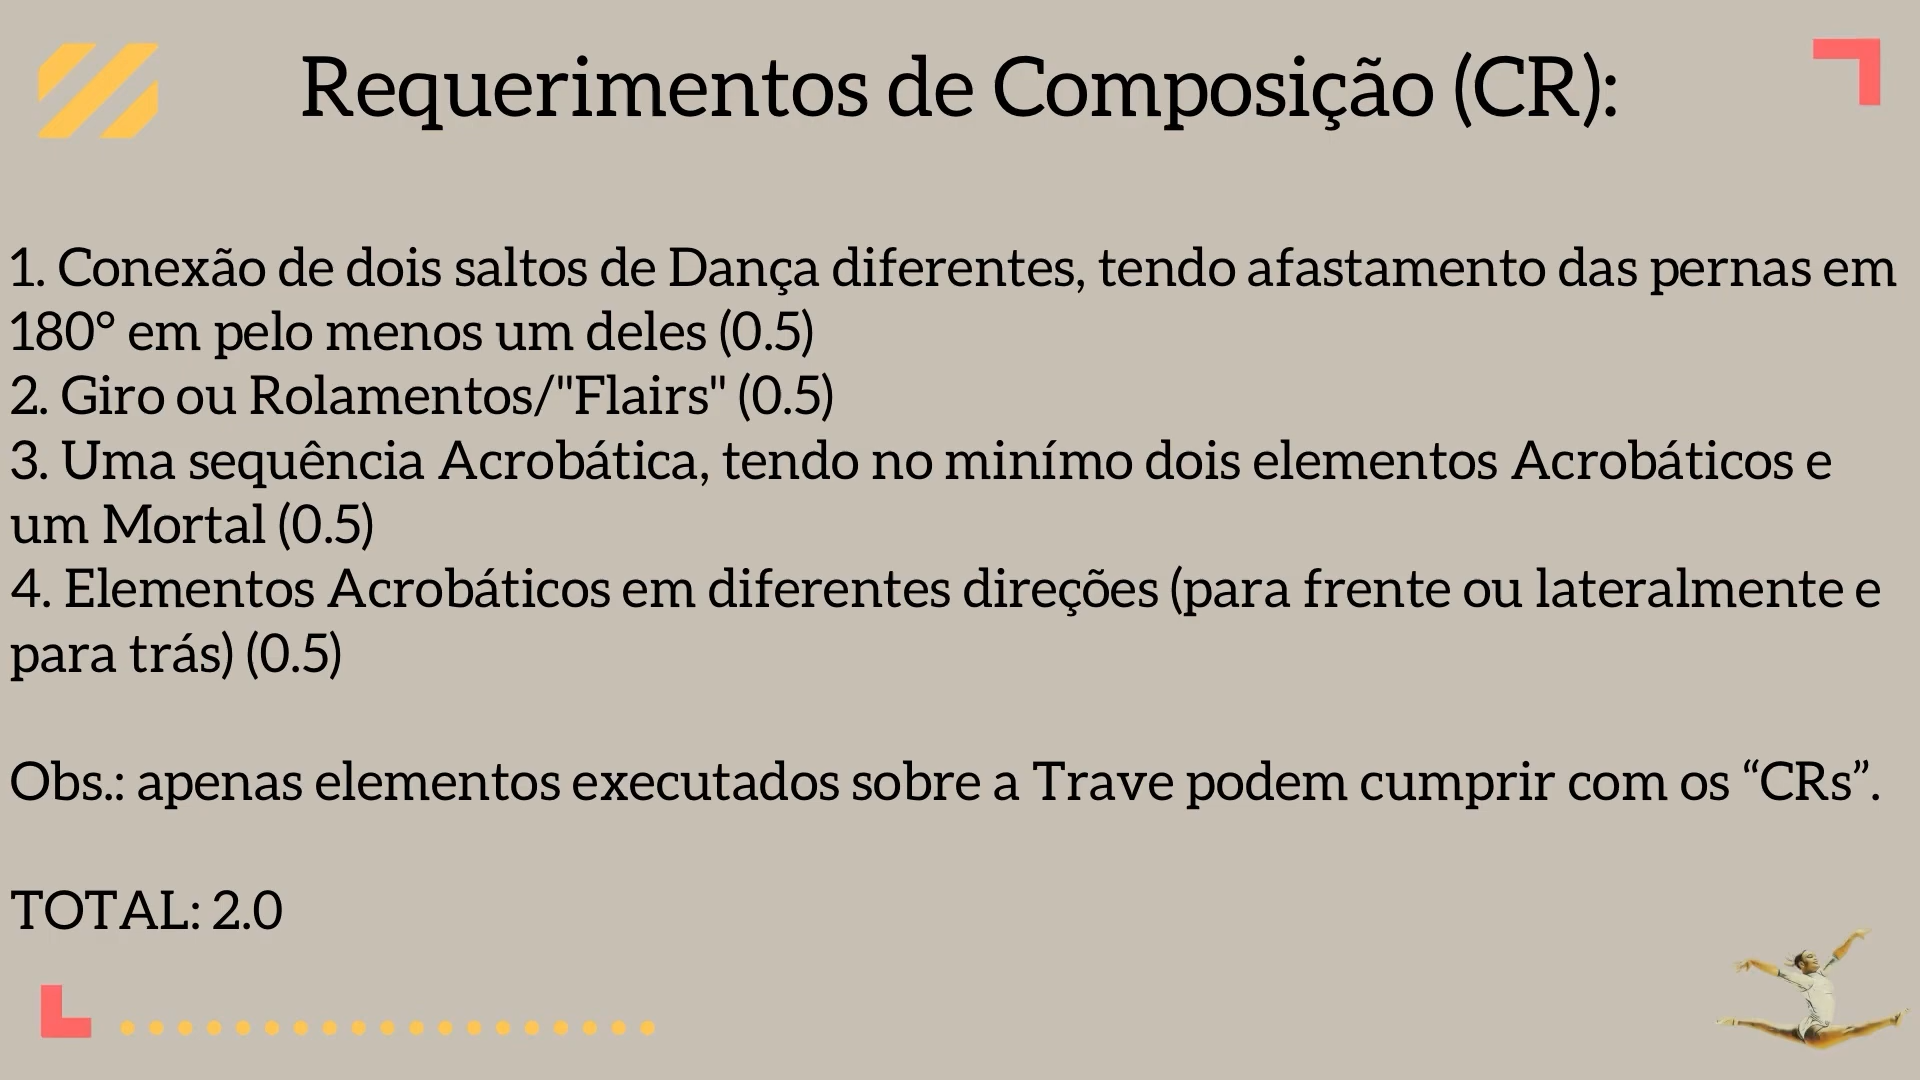 Requerimentos de Composição (CR):
1. Conexão de dois saltos de Dança diferentes, tendo afastamento das pernas em
180° em pelo menos um deles (0.5)
2. Giro ou Rolamentos/"Flairs" (0.5)
3. Uma sequência Acrobática, tendo no minímo dois elementos Acrobáticos e
um Mortal (0.5)
4. Elementos Acrobáticos em diferentes direções (para frente ou lateralmente e
para trás) (0.5)
Obs.: apenas elementos executados sobre a Trave podem cumprir com os “CRs”.
TOTAL: 2.0